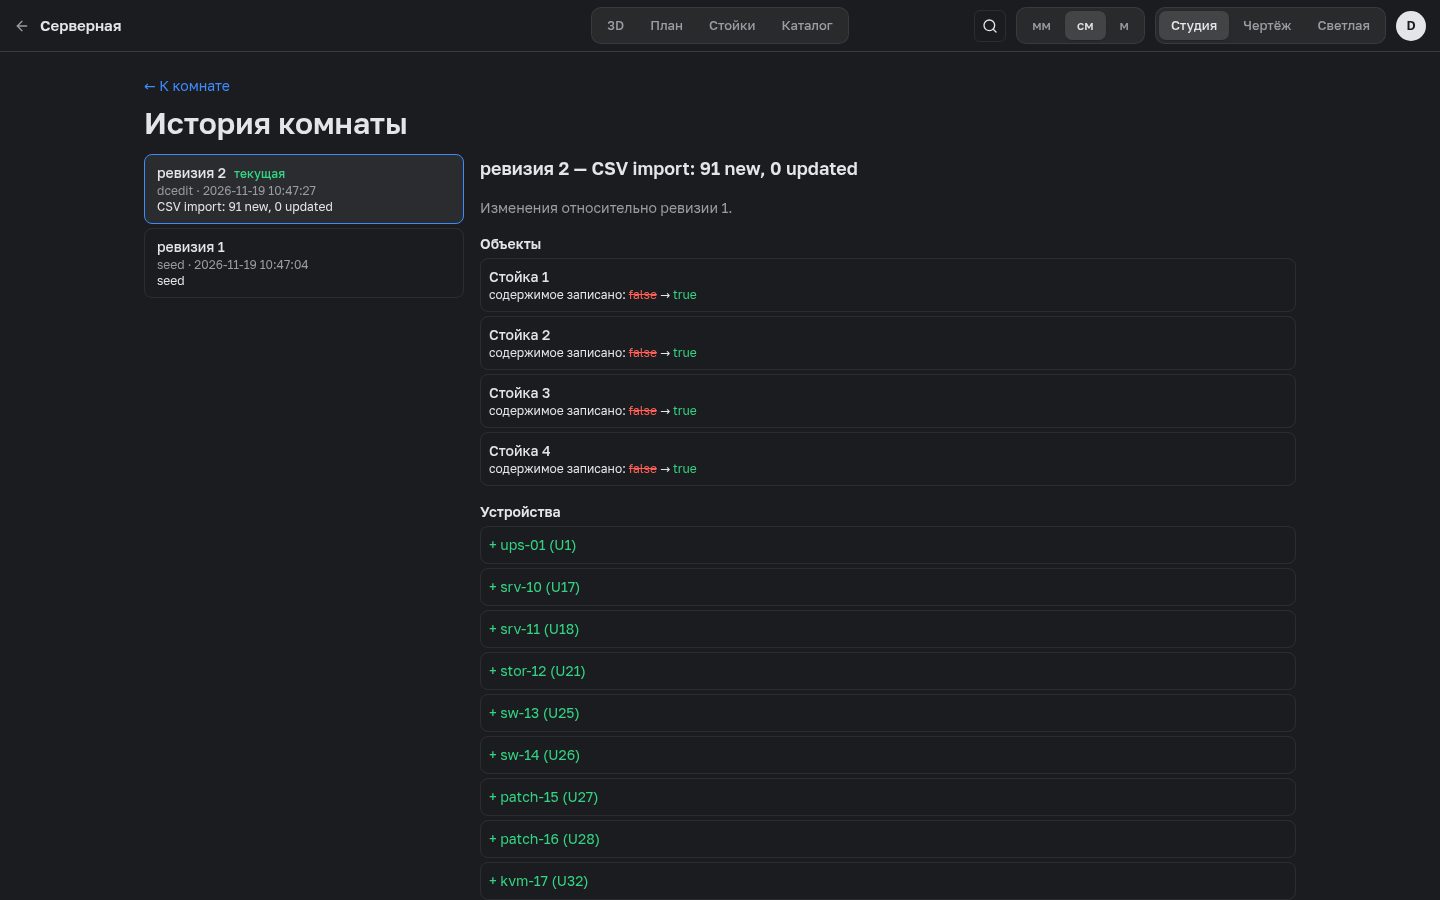 ← Серверная
3D План Стойки Каталог
мм см м
Студия Чертёж Светлая
D
← К комнате
История комнаты
ревизия 2 текущая
dcedit · 2026-11-19 10:47:27
CSV import: 91 new, 0 updated
ревизия 1
seed · 2026-11-19 10:47:04
seed
ревизия 2 — CSV import: 91 new, 0 updated
Изменения относительно ревизии 1.
Объекты
Стойка 1
содержимое записано: false → true
Стойка 2
содержимое записано: false → true
Стойка 3
содержимое записано: false → true
Стойка 4
содержимое записано: false → true
Устройства
+ ups-01 (U1)
+ srv-10 (U17)
+ srv-11 (U18)
+ stor-12 (U21)
+ sw-13 (U25)
+ sw-14 (U26)
+ patch-15 (U27)
+ patch-16 (U28)
+ kvm-17 (U32)